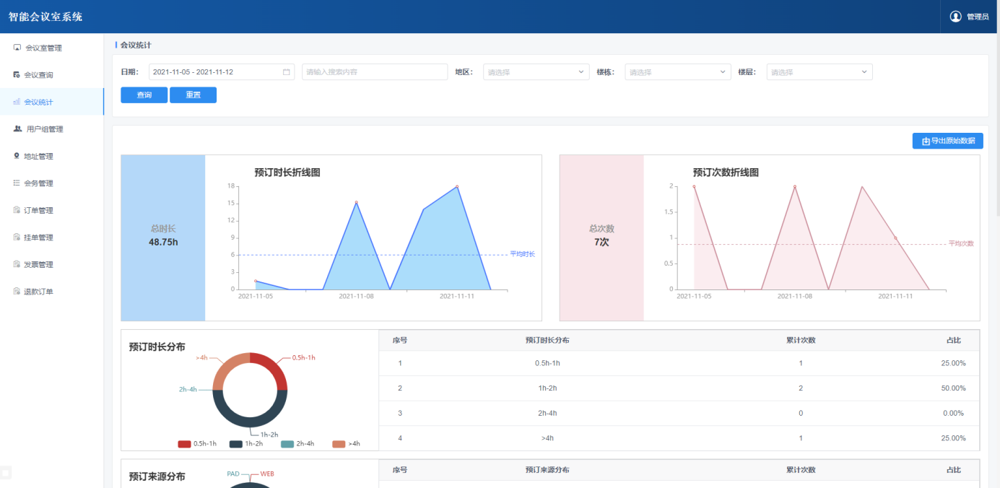 智能会议室系统
管理员
会议室管理
会议查询
会议统计
用户组管理
地址管理
会务管理
订单管理
挂单管理
发票管理
退款订单
会议统计
日期： 2021-11-05 - 2021-11-12 请输入搜索内容 地区： 请选择 楼栋： 请选择 楼层： 请选择
查询 重置
导出原始数据
总时长
48.75h
预订时长折线图
18
15
12
9
6
3
0
平均时长
2021-11-05 2021-11-08 2021-11-11
总次数
7次
预订次数折线图
2
1.5
1
0.5
0
平均次数
2021-11-05 2021-11-08 2021-11-11
预订时长分布
>4h 0.5h-1h
2h-4h
1h-2h
0.5h-1h 1h-2h 2h-4h >4h
序号 预订时长分布 累计次数 占比
1 0.5h-1h 1 25.00%
2 1h-2h 2 50.00%
3 2h-4h 0 0.00%
4 >4h 1 25.00%
预订来源分布
PAD WEB
序号 预订来源分布 累计次数 占比